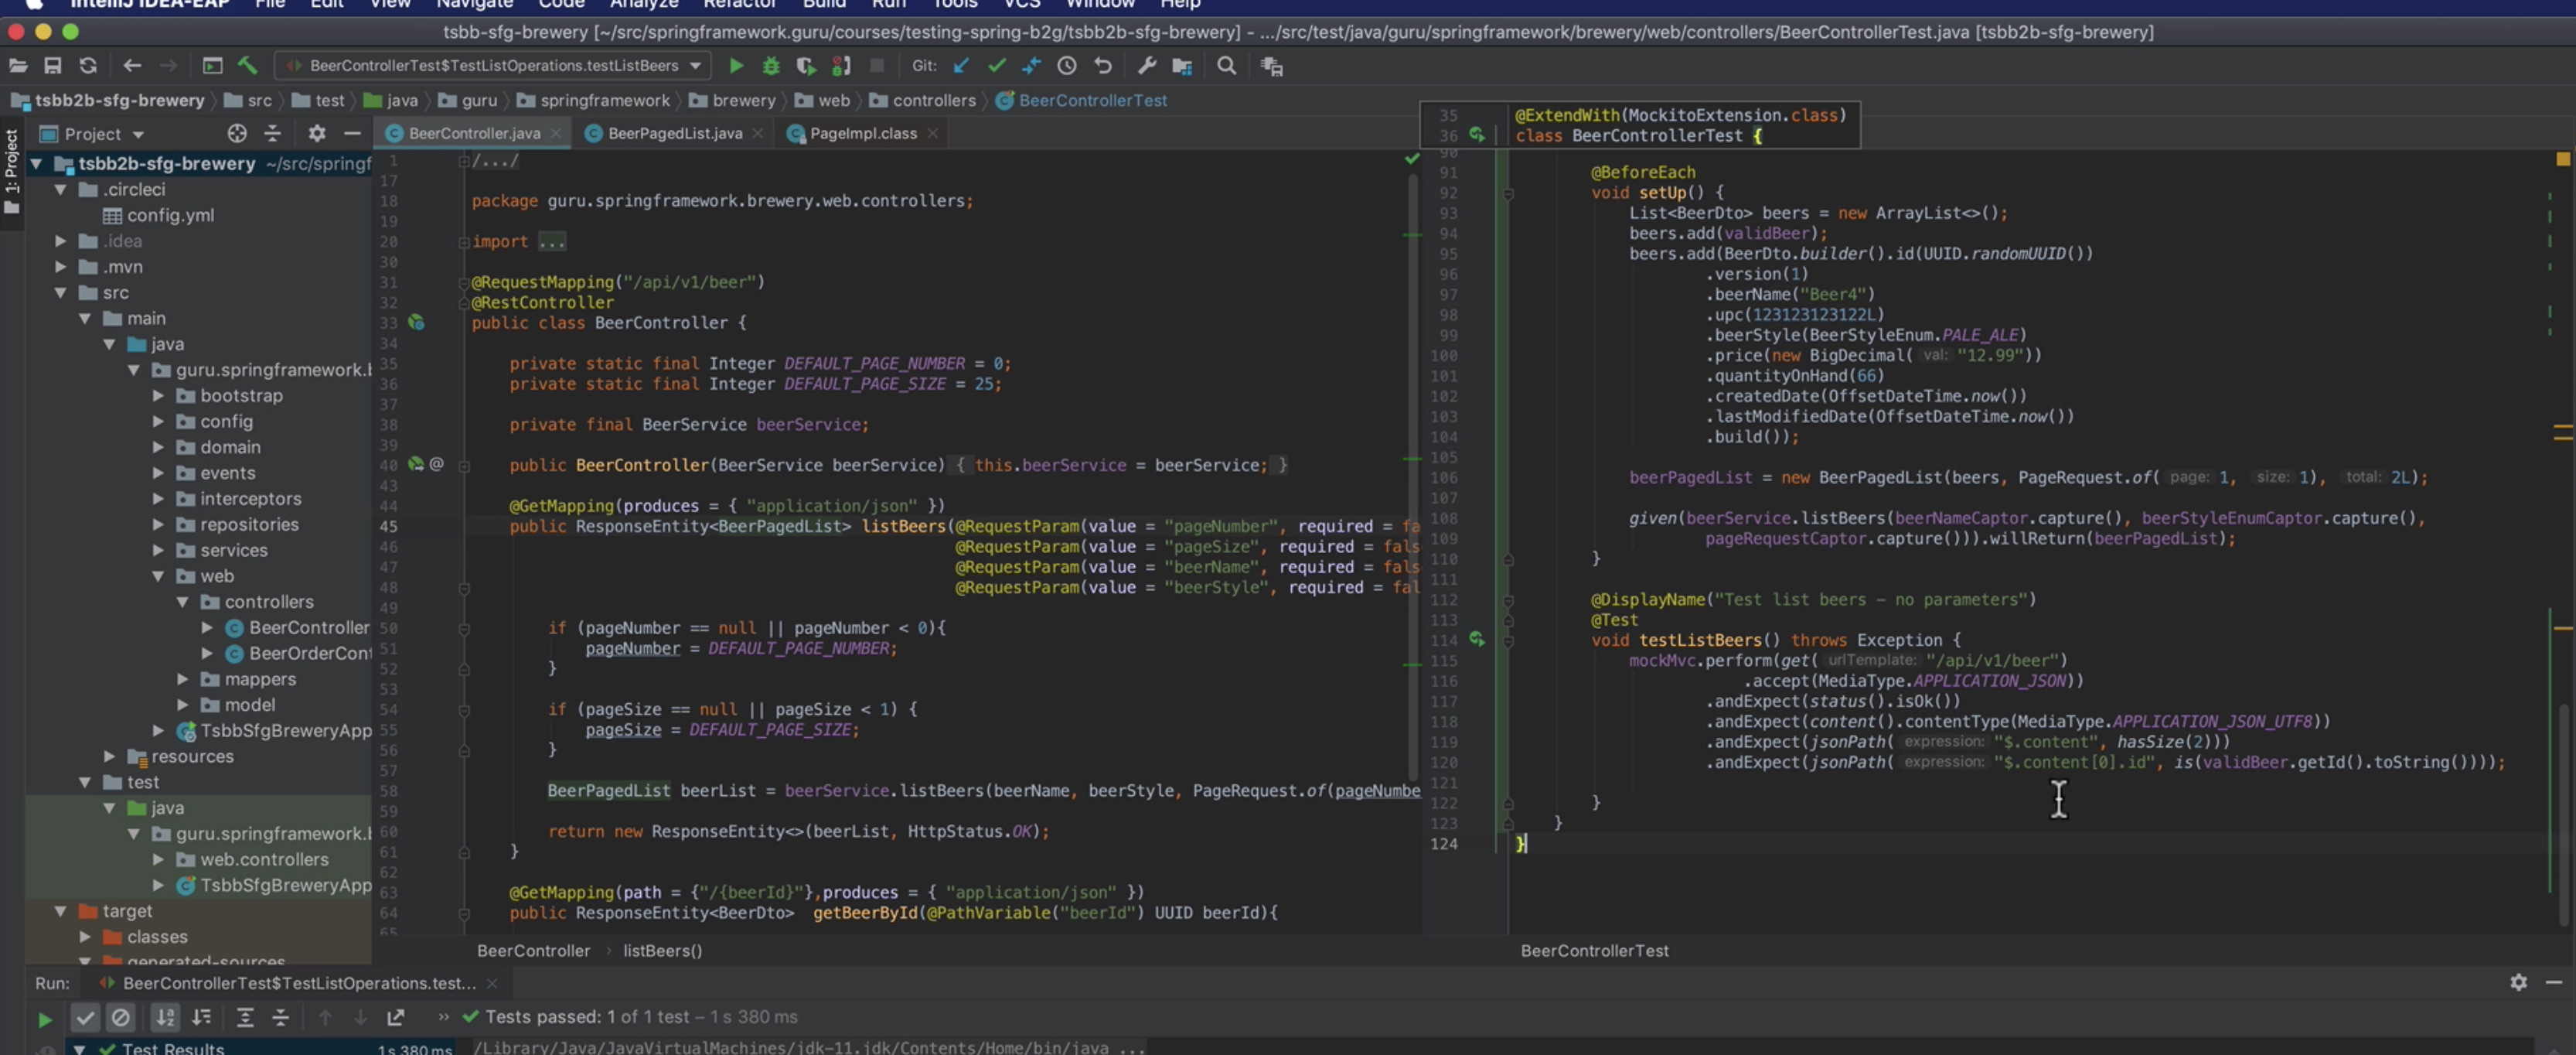 IntelliJ IDEA-EAP File Edit View Navigate Code Analyze Refactor Build Run Tools VCS Window Help
tsbb-sfg-brewery [~/src/springframework.guru/courses/testing-spring-b2g/tsbb2b-sfg-brewery] - .../src/test/java/guru/springframework/brewery/web/controllers/BeerControllerTest.java [tsbb2b-sfg-brewery]
BeerControllerTest$TestListOperations.testListBeers Git:
tsbb2b-sfg-brewery src test java guru springframework brewery web controllers BeerControllerTest
1: Project
Project
tsbb2b-sfg-brewery ~/src/springf
.circleci
config.yml
.idea
.mvn
src
main
java
guru.springframework.b
bootstrap
config
domain
events
interceptors
repositories
services
web
controllers
BeerController
BeerOrderCont
mappers
model
TsbbSfgBreweryApp
resources
test
java
guru.springframework.b
web.controllers
TsbbSfgBreweryApp
target
classes
generated-sources
BeerController.java BeerPagedList.java PageImpl.class
1 /.../
17
18 package guru.springframework.brewery.web.controllers;
19
20 import ...
30
31 @RequestMapping("/api/v1/beer")
32 @RestController
33 public class BeerController {
34
35 private static final Integer DEFAULT_PAGE_NUMBER = 0;
36 private static final Integer DEFAULT_PAGE_SIZE = 25;
37
38 private final BeerService beerService;
39
40 @ public BeerController(BeerService beerService) { this.beerService = beerService; }
43
44 @GetMapping(produces = { "application/json" })
45 public ResponseEntity<BeerPagedList> listBeers(@RequestParam(value = "pageNumber", required = fa
46 @RequestParam(value = "pageSize", required = fals
47 @RequestParam(value = "beerName", required = fals
48 @RequestParam(value = "beerStyle", required = fal
49
50 if (pageNumber == null || pageNumber < 0){
51 pageNumber = DEFAULT_PAGE_NUMBER;
52 }
53
54 if (pageSize == null || pageSize < 1) {
55 pageSize = DEFAULT_PAGE_SIZE;
56 }
57
58 BeerPagedList beerList = beerService.listBeers(beerName, beerStyle, PageRequest.of(pageNumbe
59
60 return new ResponseEntity<>(beerList, HttpStatus.OK);
61 }
62
63 @GetMapping(path = {"/{beerId}"},produces = { "application/json" })
64 public ResponseEntity<BeerDto> getBeerById(@PathVariable("beerId") UUID beerId){
65
BeerController listBeers()
35 @ExtendWith(MockitoExtension.class)
36 class BeerControllerTest {
90
91 @BeforeEach
92 void setUp() {
93 List<BeerDto> beers = new ArrayList<>();
94 beers.add(validBeer);
95 beers.add(BeerDto.builder().id(UUID.randomUUID())
96 .version(1)
97 .beerName("Beer4")
98 .upc(123123123122L)
99 .beerStyle(BeerStyleEnum.PALE_ALE)
100 .price(new BigDecimal( val: "12.99"))
101 .quantityOnHand(66)
102 .createdDate(OffsetDateTime.now())
103 .lastModifiedDate(OffsetDateTime.now())
104 .build());
105
106 beerPagedList = new BeerPagedList(beers, PageRequest.of( page: 1, size: 1), total: 2L);
107
108 given(beerService.listBeers(beerNameCaptor.capture(), beerStyleEnumCaptor.capture(),
109 pageRequestCaptor.capture())).willReturn(beerPagedList);
110 }
111
112 @DisplayName("Test list beers - no parameters")
113 @Test
114 void testListBeers() throws Exception {
115 mockMvc.perform(get( urlTemplate: "/api/v1/beer")
116 .accept(MediaType.APPLICATION_JSON))
117 .andExpect(status().isOk())
118 .andExpect(content().contentType(MediaType.APPLICATION_JSON_UTF8))
119 .andExpect(jsonPath( expression: "$.content", hasSize(2)))
120 .andExpect(jsonPath( expression: "$.content[0].id", is(validBeer.getId().toString())));
121
122 }
123 }
124 }
BeerControllerTest
Run: BeerControllerTest$TestListOperations.test...
Tests passed: 1 of 1 test – 1 s 380 ms
Test Results 1 s 380 ms
/Library/Java/JavaVirtualMachines/jdk-11.jdk/Contents/Home/bin/java ...